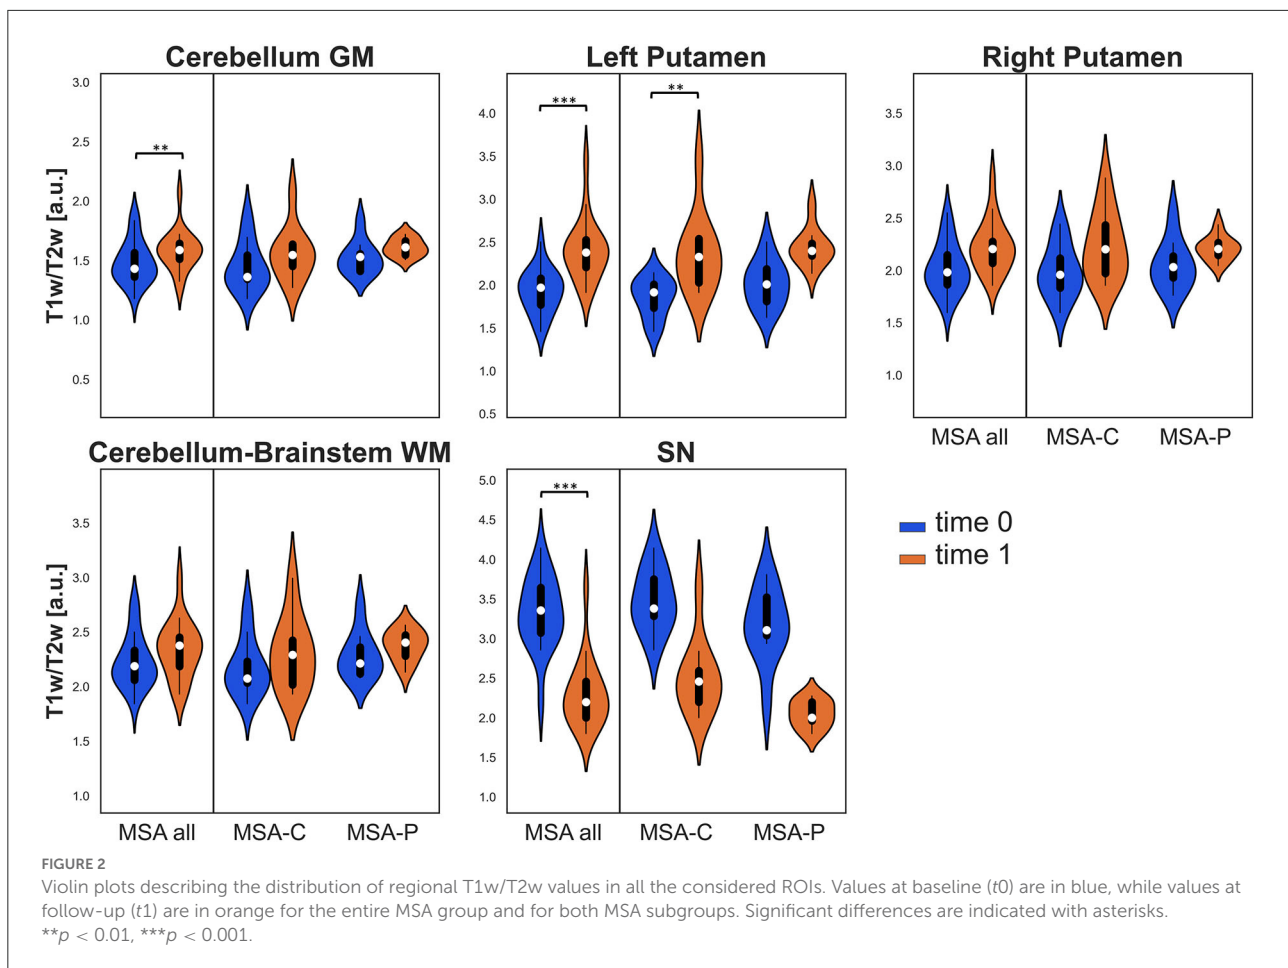 Cerebellum GM
Left Putamen
Right Putamen
T1w/T2w [a.u.]
3.0
2.5
2.0
1.5
1.0
0.5
**
4.0
3.5
3.0
2.5
2.0
1.5
1.0
0.5
***
**
3.5
3.0
2.5
2.0
1.5
1.0
MSA all
MSA-C
MSA-P
Cerebellum-Brainstem WM
SN
T1w/T2w [a.u.]
3.5
3.0
2.5
2.0
1.5
1.0
MSA all
MSA-C
MSA-P
5.0
4.5
4.0
3.5
3.0
2.5
2.0
1.5
1.0
***
MSA all
MSA-C
MSA-P
time 0
time 1
FIGURE 2
Violin plots describing the distribution of regional T1w/T2w values in all the considered ROIs. Values at baseline (t0) are in blue, while values at
follow-up (t1) are in orange for the entire MSA group and for both MSA subgroups. Significant differences are indicated with asterisks.
**p < 0.01, ***p < 0.001.